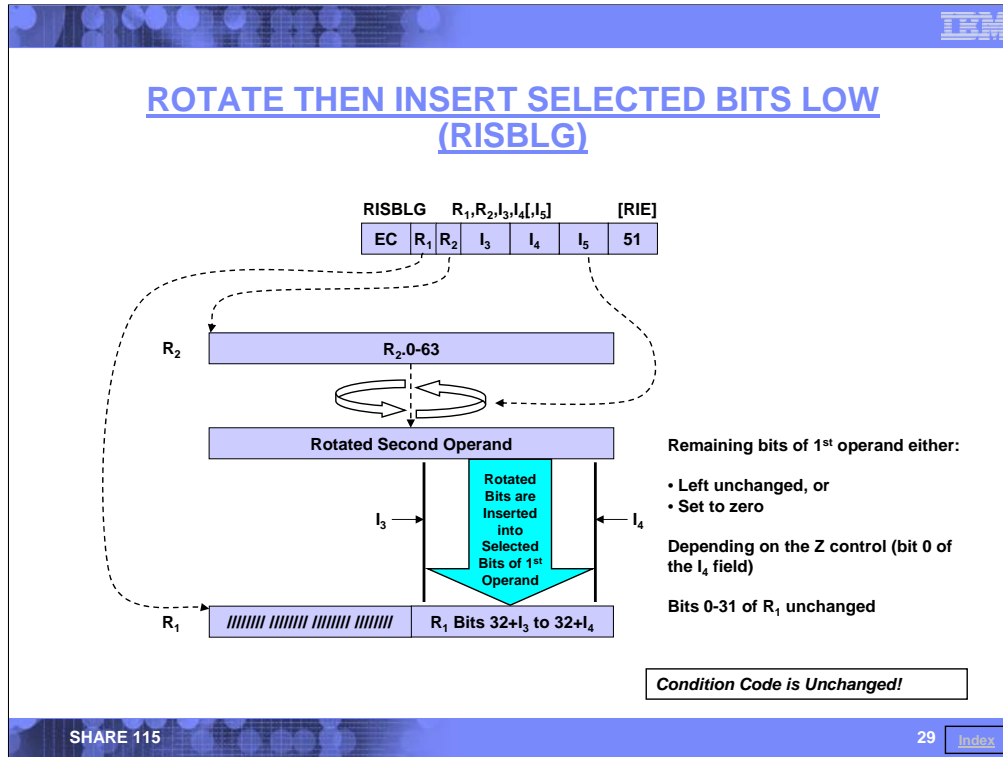 IBM
ROTATE THEN INSERT SELECTED BITS LOW
(RISBLG)
RISBLG R₁,R₂,I₃,I₄[,I₅] [RIE]
EC R₁ R₂ I₃ I₄ I₅ 51
R₂ R₂.0-63
Rotated Second Operand
Rotated
Bits are
Inserted
into
Selected
Bits of 1st
Operand
I₃
I₄
R₁ //////// //////// //////// //////// R₁ Bits 32+I₃ to 32+I₄
Remaining bits of 1st operand either:
• Left unchanged, or
• Set to zero
Depending on the Z control (bit 0 of
the I₄ field)
Bits 0-31 of R₁ unchanged
Condition Code is Unchanged!
SHARE 115
29
Index